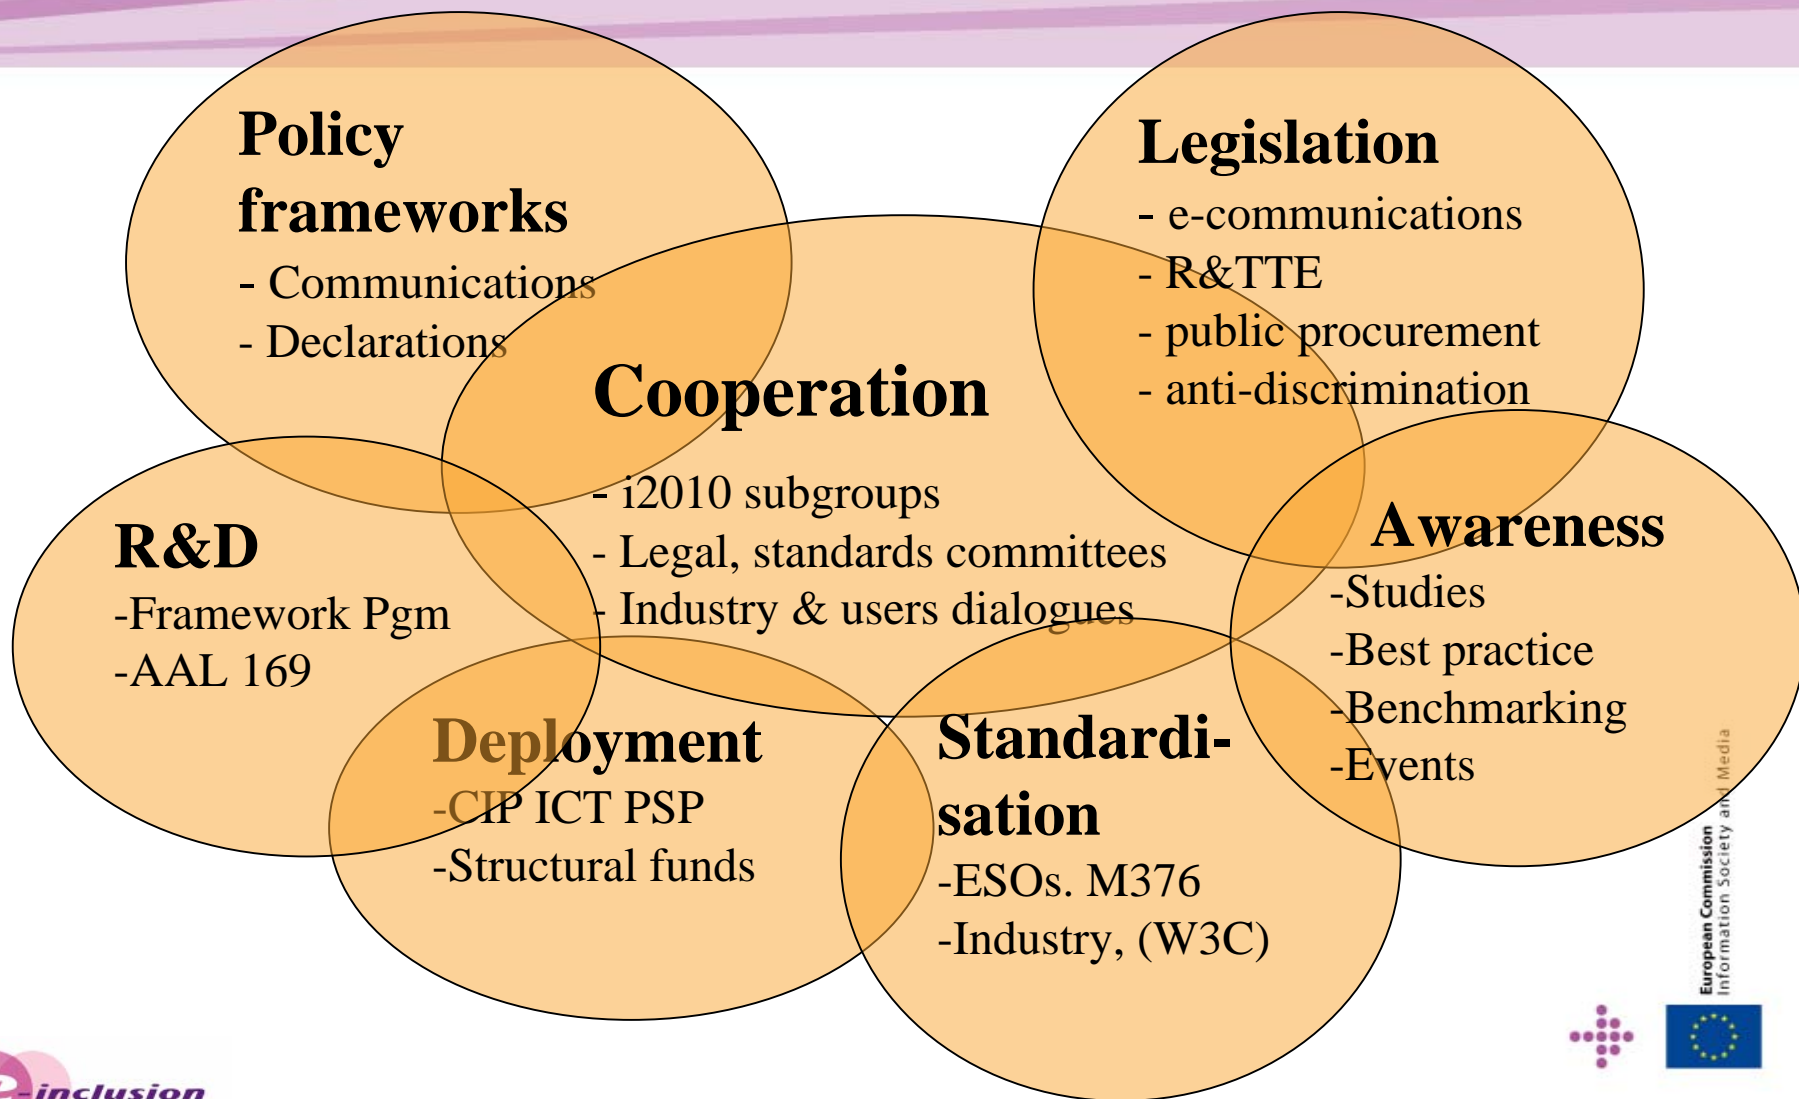 Policy
frameworks
- Communications
- Declarations
Legislation
- e-communications
- R&TTE
- public procurement
- anti-discrimination
Cooperation
- i2010 subgroups
- Legal, standards committees
- Industry & users dialogues
R&D
-Framework Pgm
-AAL 169
Awareness
-Studies
-Best practice
-Benchmarking
-Events
Deployment
-CIP ICT PSP
-Structural funds
Standardi-
sation
-ESOs. M376
-Industry, (W3C)
European Commission
Information Society and Media
e-inclusion